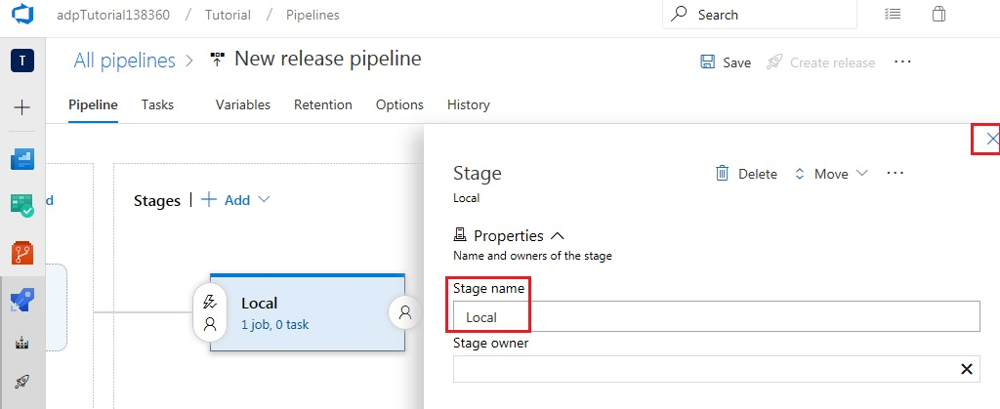 adpTutorial138360 / Tutorial / Pipelines
Search
T
All pipelines > New release pipeline
Save Create release ...
Pipeline Tasks Variables Retention Options History
d
Stages | + Add
Local
1 job, 0 task
Stage
Local
Delete Move ...
Properties
Name and owners of the stage
Stage name
Local
Stage owner